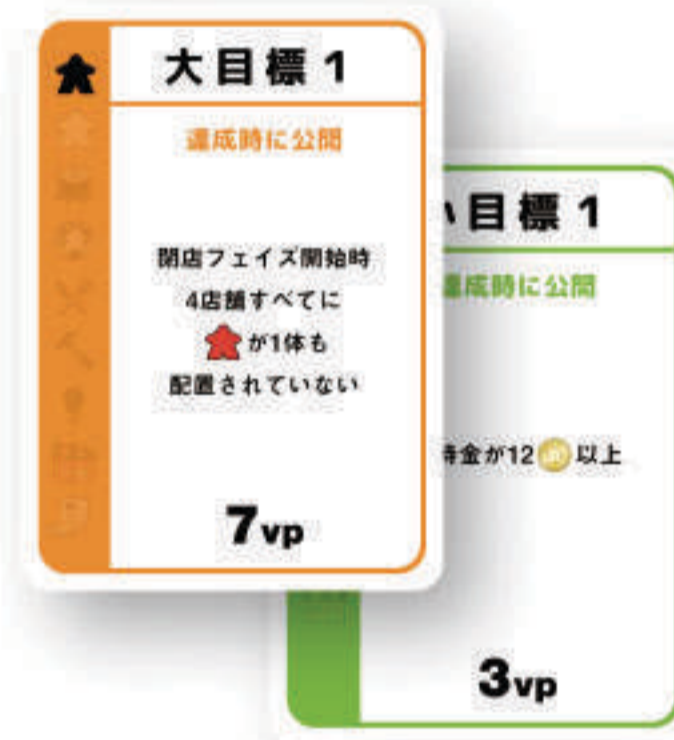 大目標 1
達成時に公開
閉店フェイズ開始時
4店舗すべてに
が1体も
配置されていない
7vp
目標 1
達成時に公開
金が12 以上
3vp